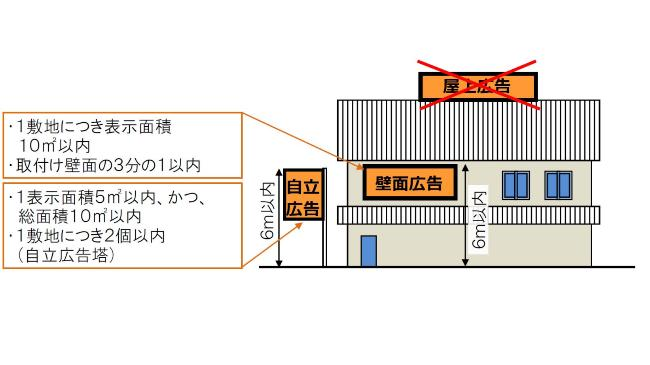 屋上広告
・1敷地につき表示面積
10㎡以内
・取付け壁面の3分の1以内
・1表示面積5㎡以内、かつ、
総面積10㎡以内
・1敷地につき2個以内
（自立広告塔）
6m以内
自立
広告
壁面広告
6m以内